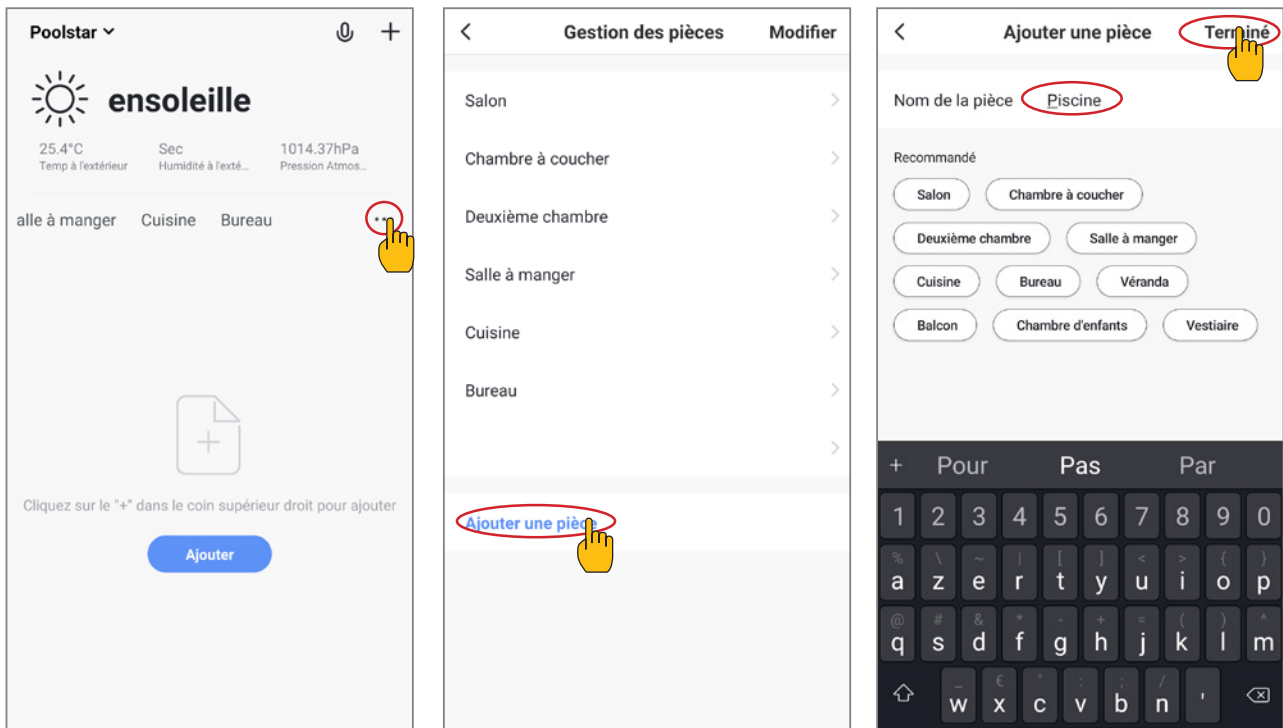 Poolstar
ensoleille
25.4°C Sec 1014.37hPa
Temp à l'extérieur Humidité à l'exté... Pression Atmos...
alle à manger Cuisine Bureau
Cliquez sur le "+" dans le coin supérieur droit pour ajouter
Ajouter
Gestion des pièces Modifier
Salon
Chambre à coucher
Deuxième chambre
Salle à manger
Cuisine
Bureau
Ajouter une pièce
Ajouter une pièce Terminé
Nom de la pièce Piscine
Recommandé
Salon Chambre à coucher
Deuxième chambre Salle à manger
Cuisine Bureau Véranda
Balcon Chambre d'enfants Vestiaire
+ Pour Pas Par
1 2 3 4 5 6 7 8 9 0
% \ ~ | [ ] < > { }
a z e r t y u i o p
@ # & * - + = ( ) ^
q s d f g h j k l m
_ € " : ; /
w x c v b n '